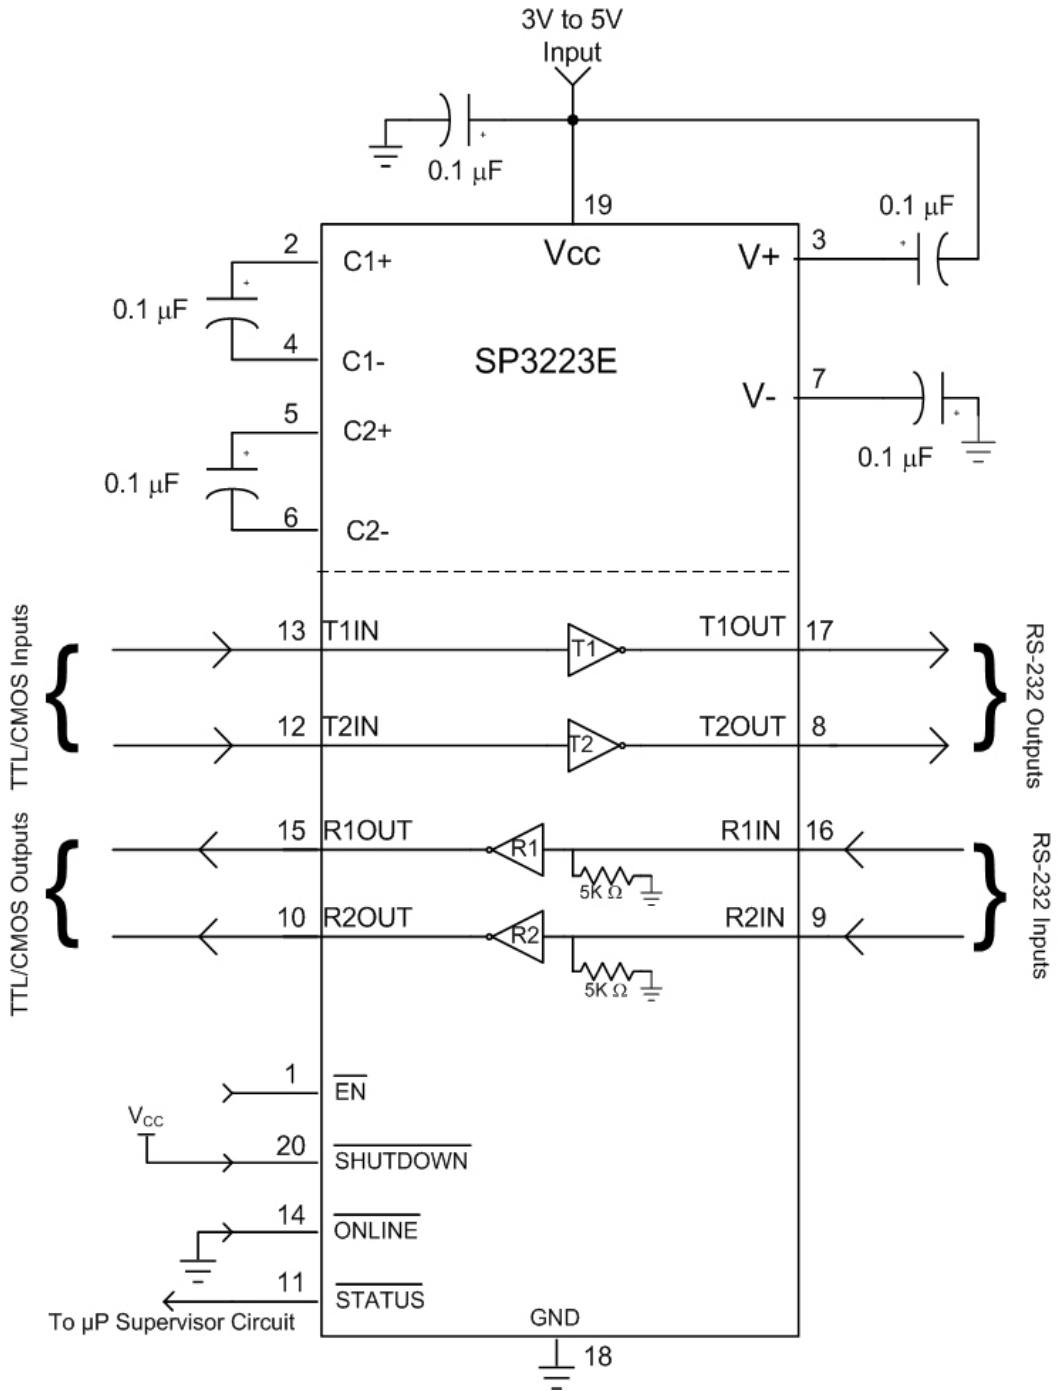 3V to 5V
Input
+
0.1 µF
19
0.1 µF
2
C1+
Vcc
V+
3
+
+
0.1 µF
4
C1-
SP3223E
V-
7
5
C2+
+
0.1 µF
+
0.1 µF
6
C2-
TTL/CMOS Inputs
13
T1IN
T1
T1OUT
17
RS-232 Outputs
12
T2IN
T2
T2OUT
8
TTL/CMOS Outputs
15
R1OUT
R1
R1IN
16
RS-232 Inputs
5K Ω
10
R2OUT
R2
R2IN
9
5K Ω
1
EN
VCC
20
SHUTDOWN
14
ONLINE
11
STATUS
To µP Supervisor Circuit
GND
18